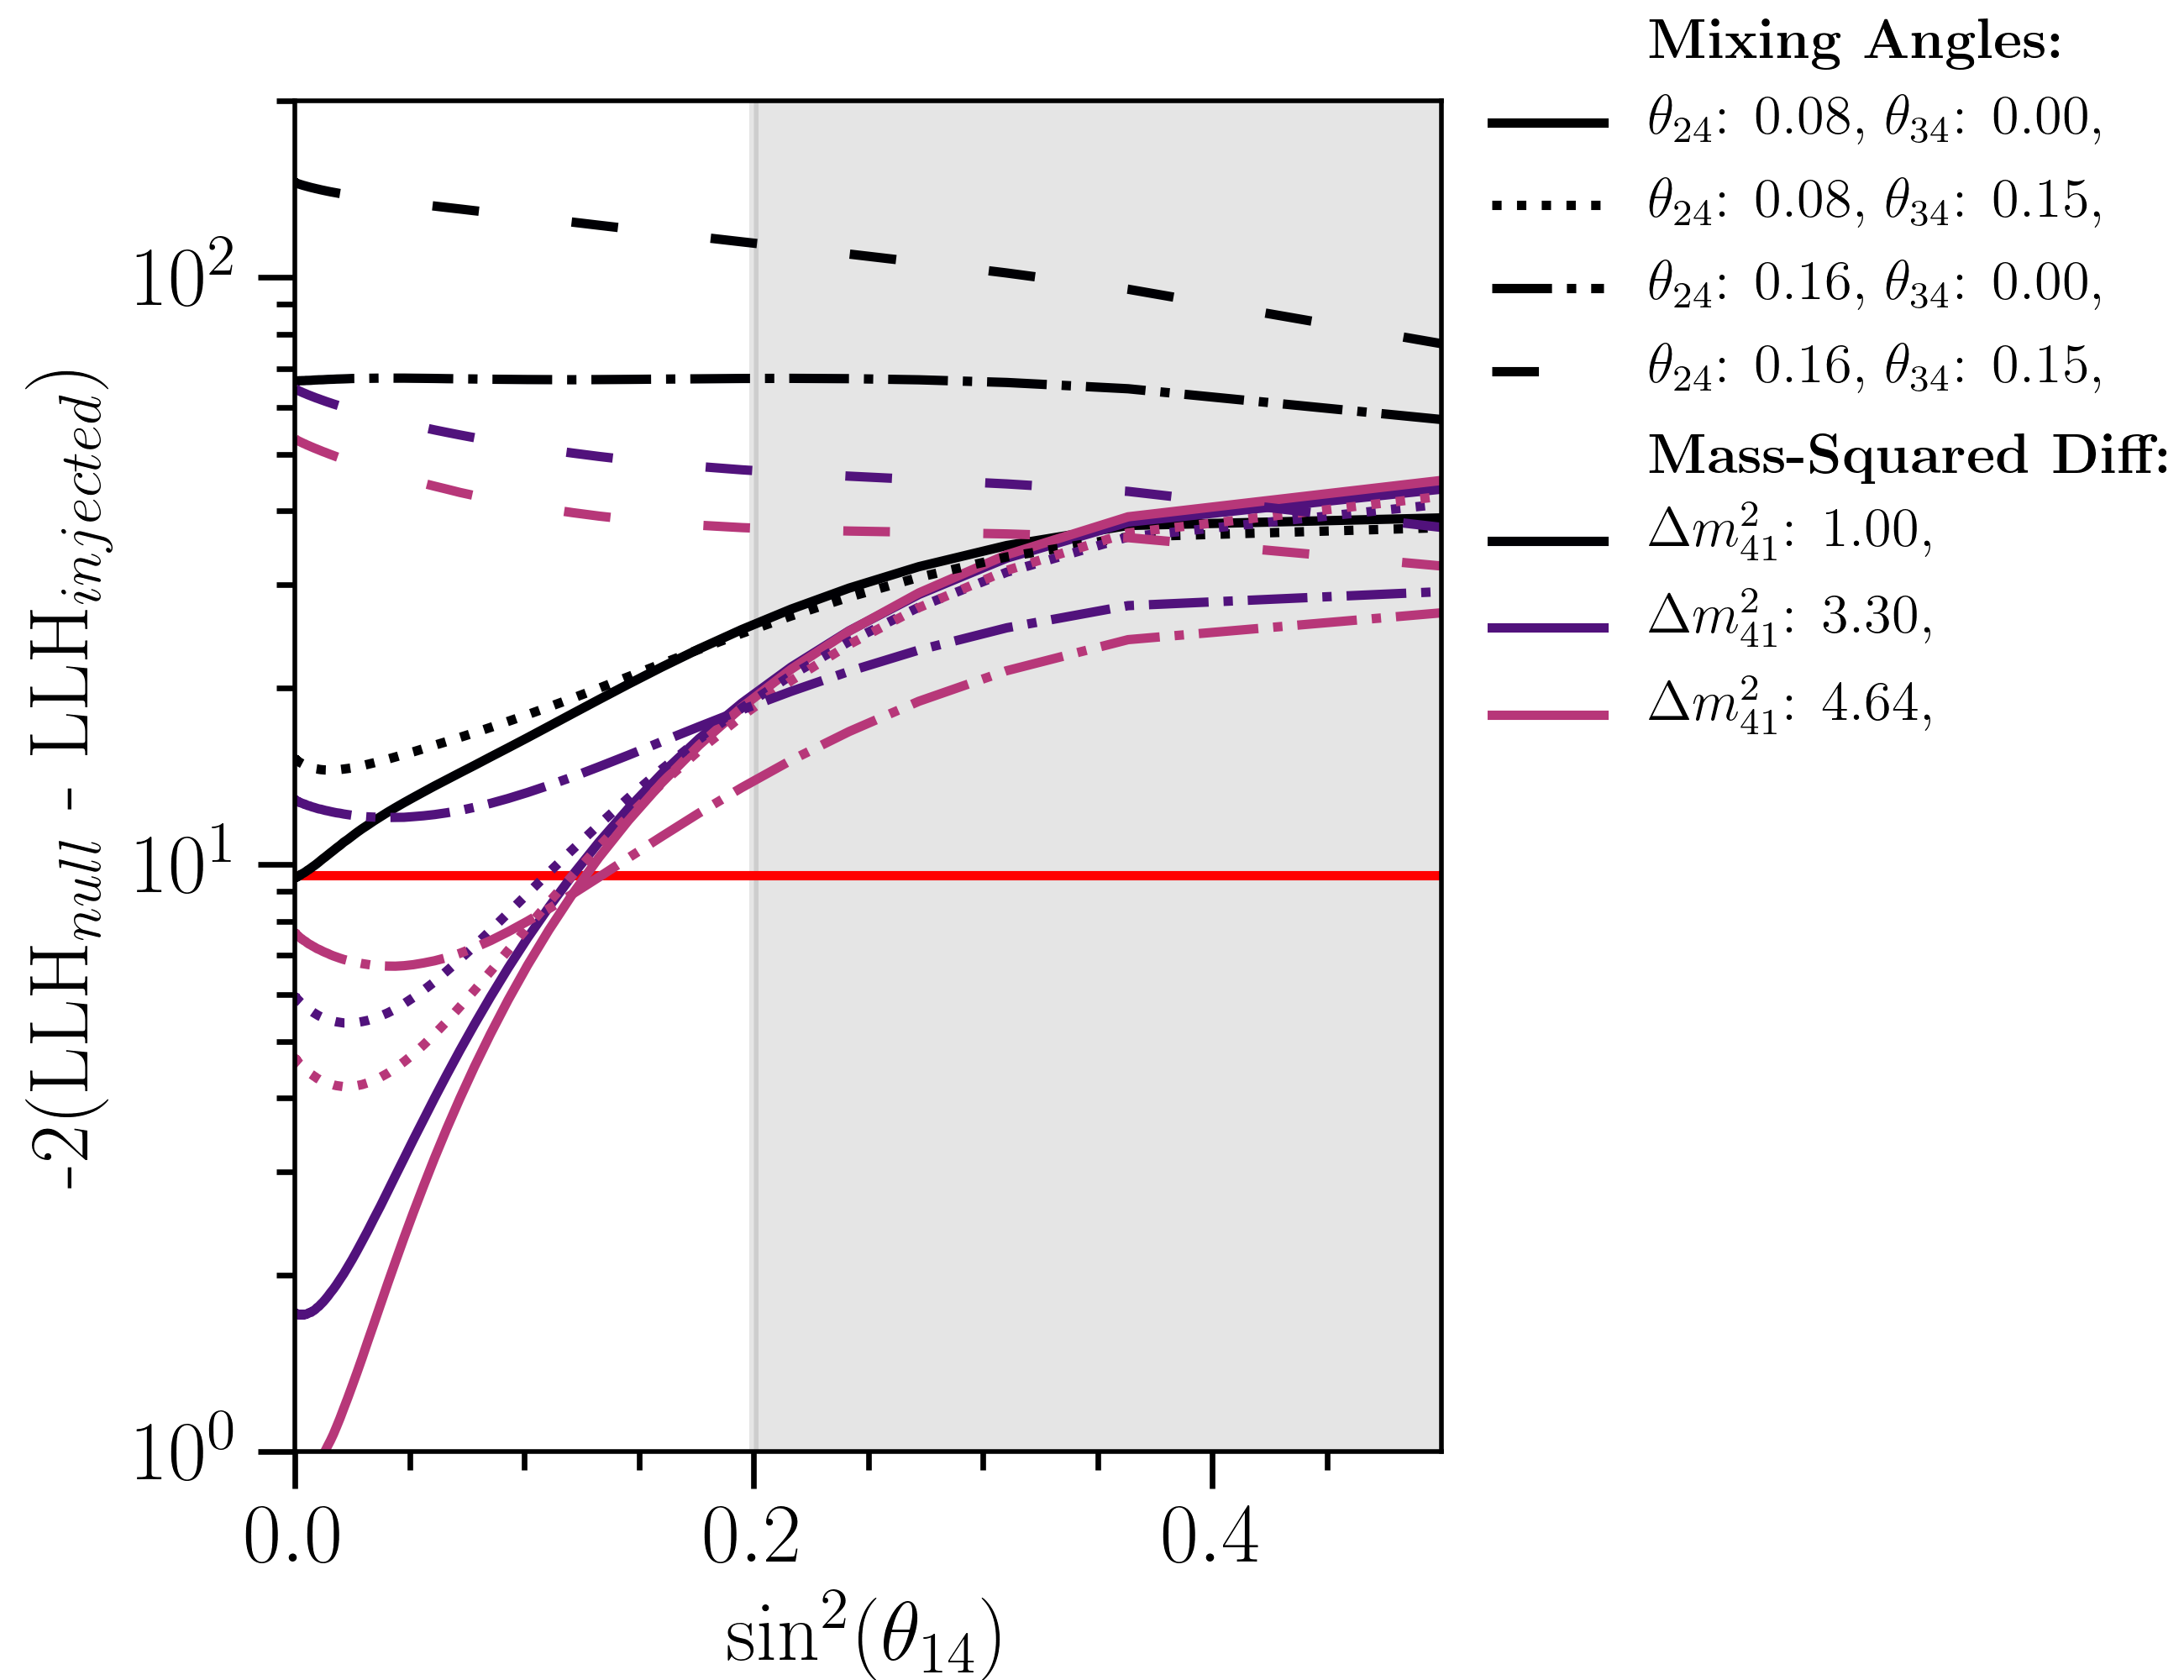 Mixing Angles:
θ24: 0.08, θ34: 0.00,
θ24: 0.08, θ34: 0.15,
θ24: 0.16, θ34: 0.00,
θ24: 0.16, θ34: 0.15,
Mass-Squared Diff:
Δm²41: 1.00,
Δm²41: 3.30,
Δm²41: 4.64,
-2(LLHnull - LLHinjected)
10²
10¹
10⁰
0.0 0.2 0.4
sin²(θ14)